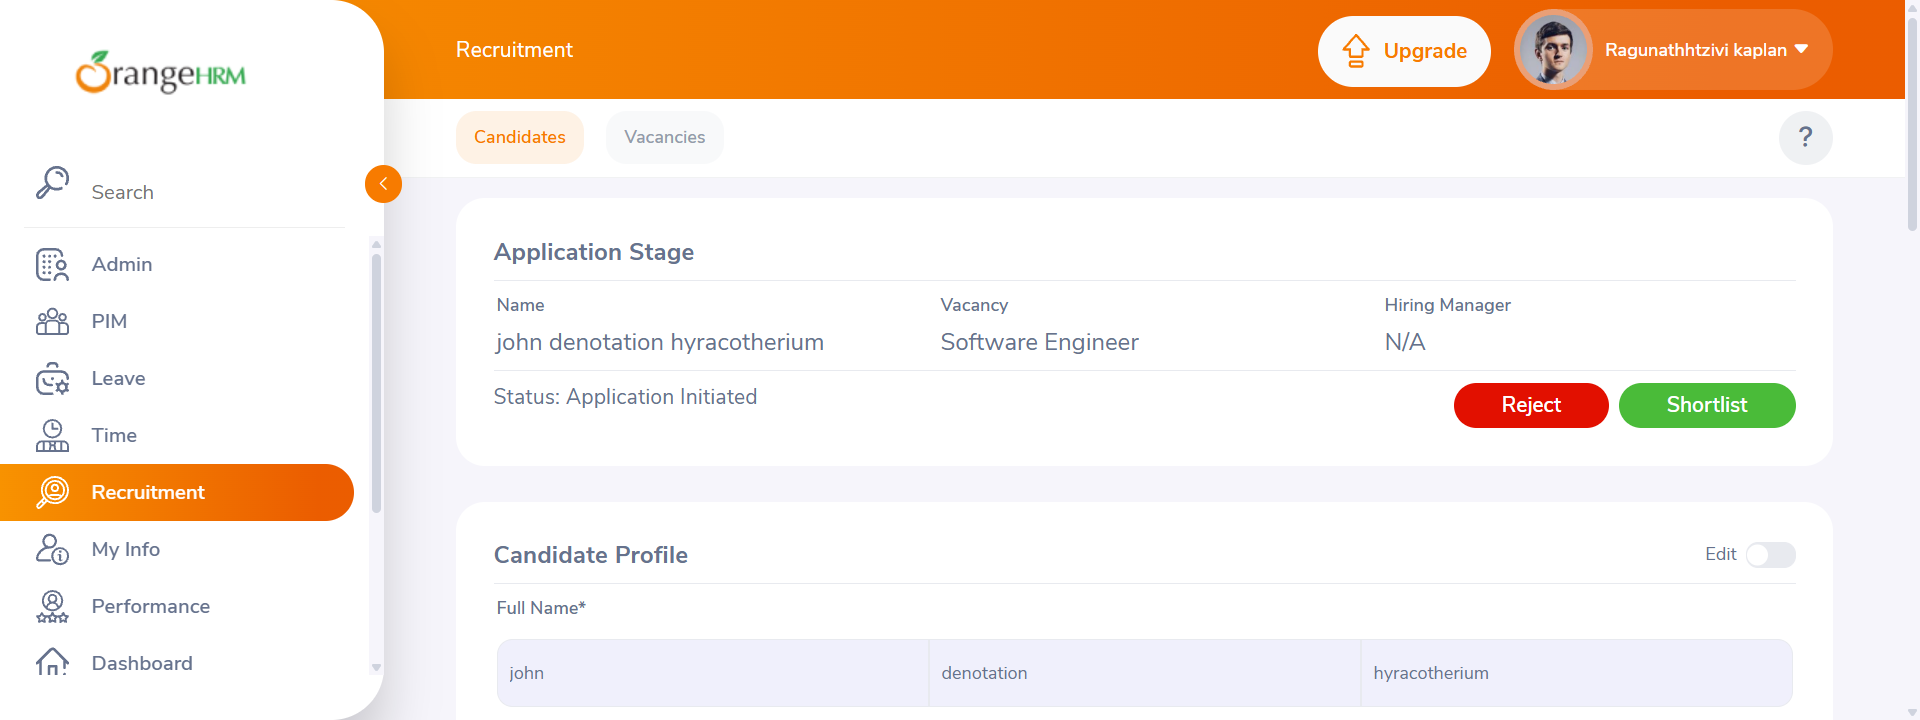 OrangeHRM
Search
Admin
PIM
Leave
Time
Recruitment
My Info
Performance
Dashboard
Recruitment
Upgrade
Ragunathhtzivi kaplan
Candidates
Vacancies
?
Application Stage
Name
Vacancy
Hiring Manager
john denotation hyracotherium
Software Engineer
N/A
Status: Application Initiated
Reject
Shortlist
Candidate Profile
Edit
Full Name*
john
denotation
hyracotherium